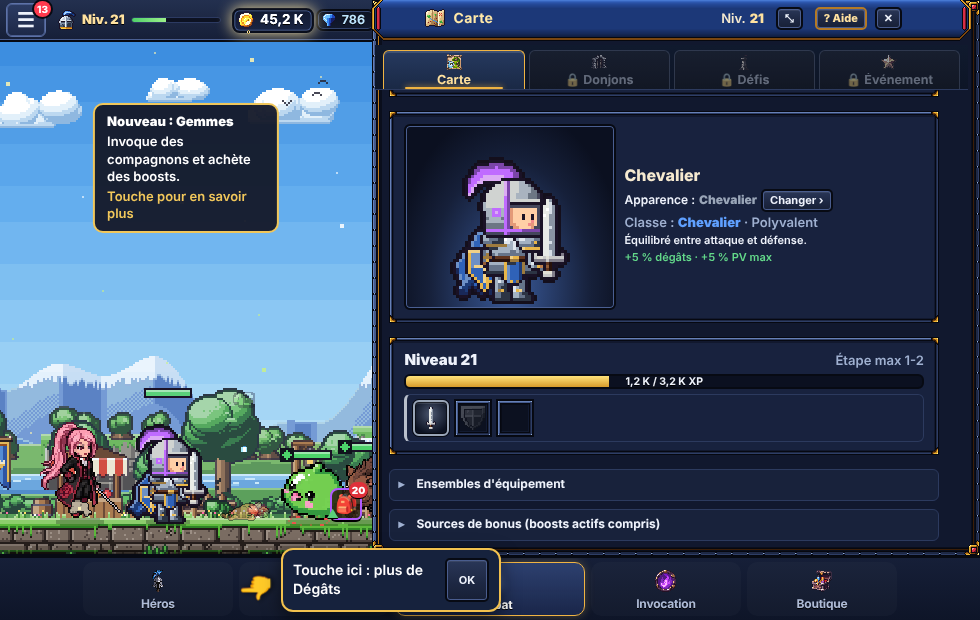 13
Niv. 21
45,2 K
786
Carte
Niv. 21
? Aide
Carte
Donjons
Défis
Événement
Nouveau : Gemmes
Invoque des
compagnons et achète
des boosts.
Touche pour en savoir
plus
Chevalier
Apparence : Chevalier
Changer ›
Classe : Chevalier · Polyvalent
Équilibré entre attaque et défense.
+5 % dégâts · +5 % PV max
Niveau 21
Étape max 1-2
1,2 K / 3,2 K XP
20
Ensembles d'équipement
Sources de bonus (boosts actifs compris)
Touche ici : plus de
Dégâts
OK
Héros
Invocation
Boutique